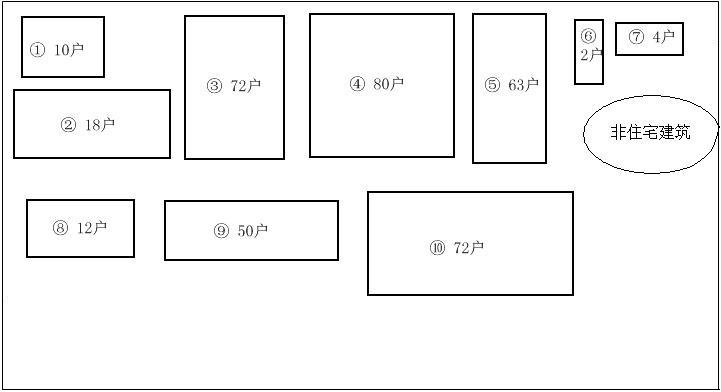 ① 10户
② 18户
③ 72户
④ 80户
⑤ 63户
⑥
2户
⑦ 4户
非住宅建筑
⑧ 12户
⑨ 50户
⑩ 72户